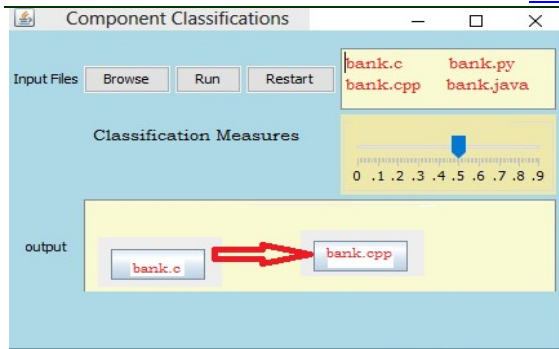 Component Classifications
Input Files Browse Run Restart
bank.c bank.py
bank.cpp bank.java
Classification Measures
0 .1 .2 .3 .4 .5 .6 .7 .8 .9
output
bank.c
bank.cpp